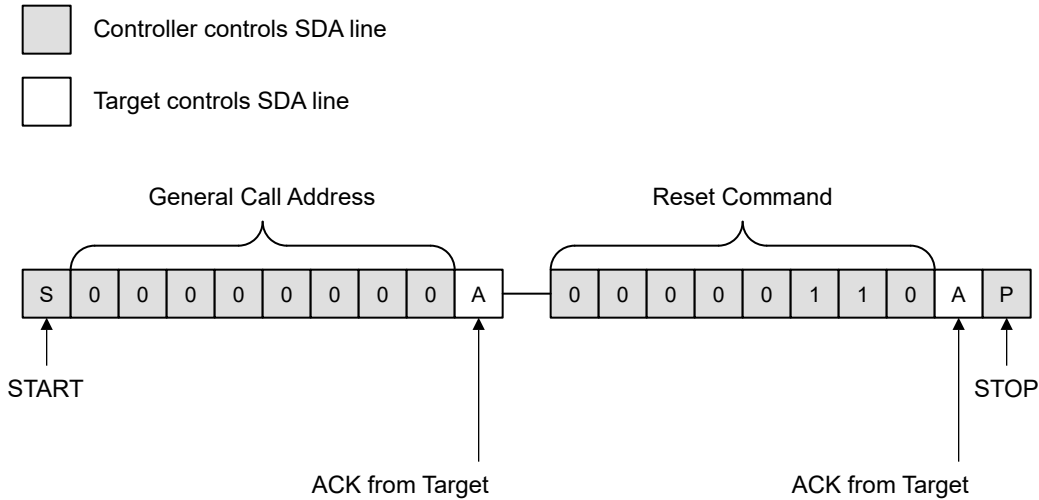 Controller controls SDA line
Target controls SDA line
General Call Address Reset Command
S 0 0 0 0 0 0 0 0 A 0 0 0 0 0 1 1 0 A P
START STOP
ACK from Target ACK from Target